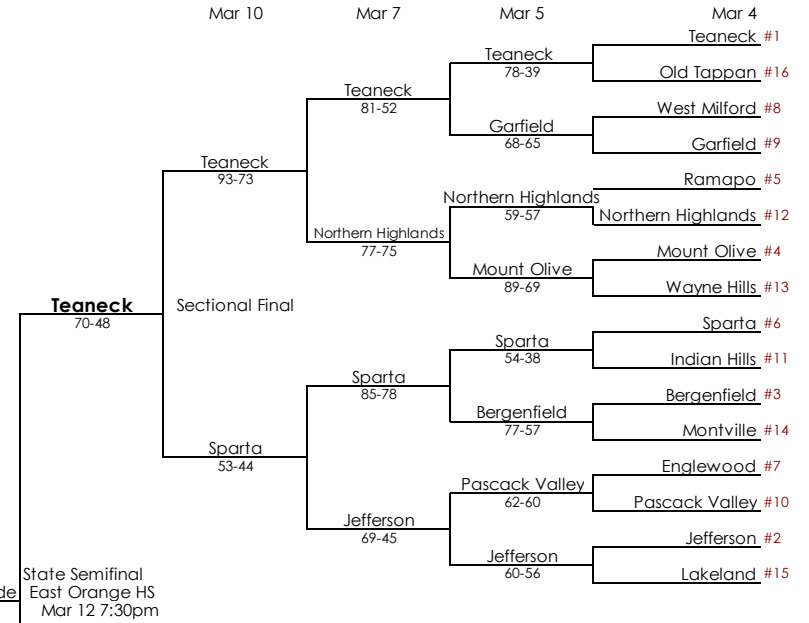 Mar 10 Mar 7 Mar 5 Mar 4
Teaneck #1
Teaneck
78-39
Old Tappan #16
Teaneck
81-52
West Milford #8
Garfield
68-65
Garfield #9
Teaneck
93-73
Ramapo #5
Northern Highlands
59-57
Northern Highlands #12
Northern Highlands
77-75
Mount Olive #4
Mount Olive
89-69
Wayne Hills #13
Teaneck
70-48
Sectional Final
Sparta #6
Sparta
54-38
Indian Hills #11
Sparta
85-78
Bergenfield #3
Bergenfield
77-57
Montville #14
Sparta
53-44
Englewood #7
Pascack Valley
62-60
Pascack Valley #10
Jefferson
69-45
Jefferson #2
Jefferson
60-56
Lakeland #15
State Semifinal
de East Orange HS
Mar 12 7:30pm